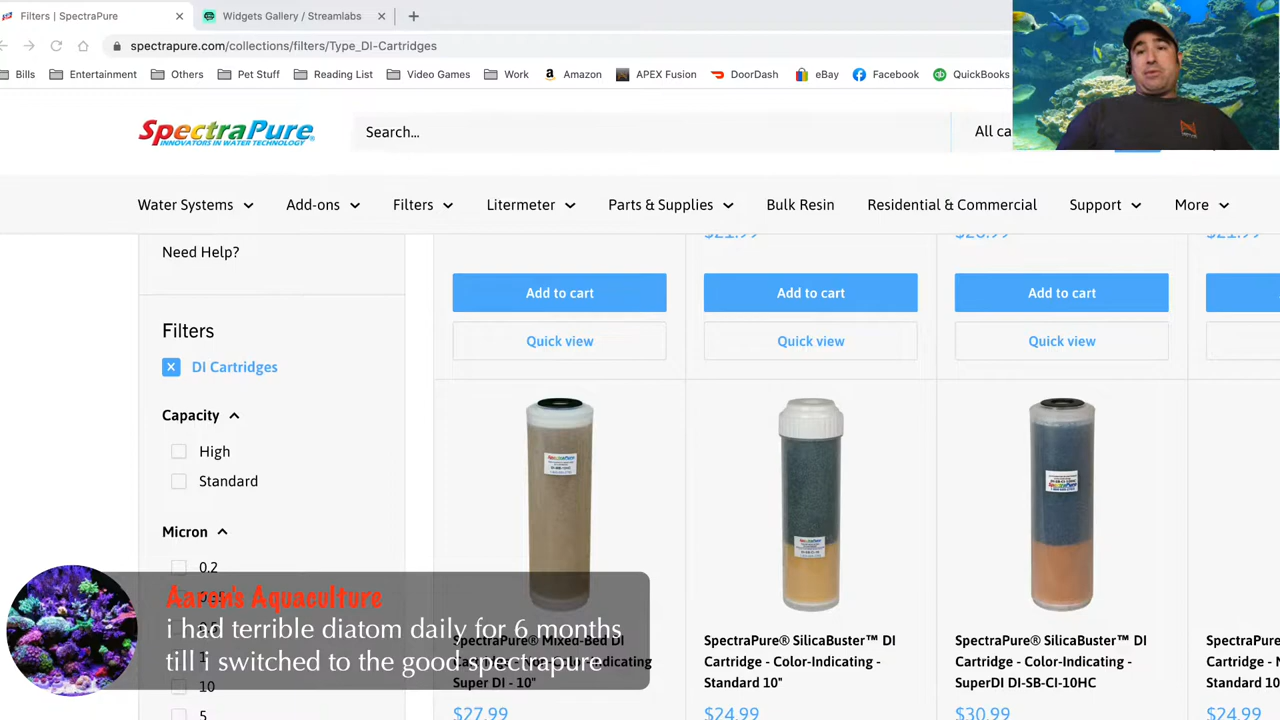 Filters | SpectraPure
Widgets Gallery / Streamlabs
spectrapure.com/collections/filters/Type_DI-Cartridges
Bills
Entertainment
Others
Pet Stuff
Reading List
Video Games
Work
Amazon
APEX Fusion
DoorDash
eBay
Facebook
QuickBooks
SpectraPure
INNOVATORS IN WATER TECHNOLOGY
Search...
All ca
Water Systems
Add-ons
Filters
Litermeter
Parts & Supplies
Bulk Resin
Residential & Commercial
Support
More
Need Help?
Filters
DI Cartridges
Capacity
High
Standard
Micron
0.2
10
5
Add to cart
Add to cart
Add to cart
Quick view
Quick view
Quick view
SpectraPure® Mixed-Bed DI
Super DI - 10"
$27.99
SpectraPure® SilicaBuster™ DI
Cartridge - Color-Indicating -
Standard 10"
$24.99
SpectraPure® SilicaBuster™ DI
Cartridge - Color-Indicating -
SuperDI DI-SB-CI-10HC
$30.99
SpectraPure
Cartridge - N
Standard 10
$24.99
Aaron's Aquaculture
i had terrible diatom daily for 6 months
till i switched to the good spectrapure